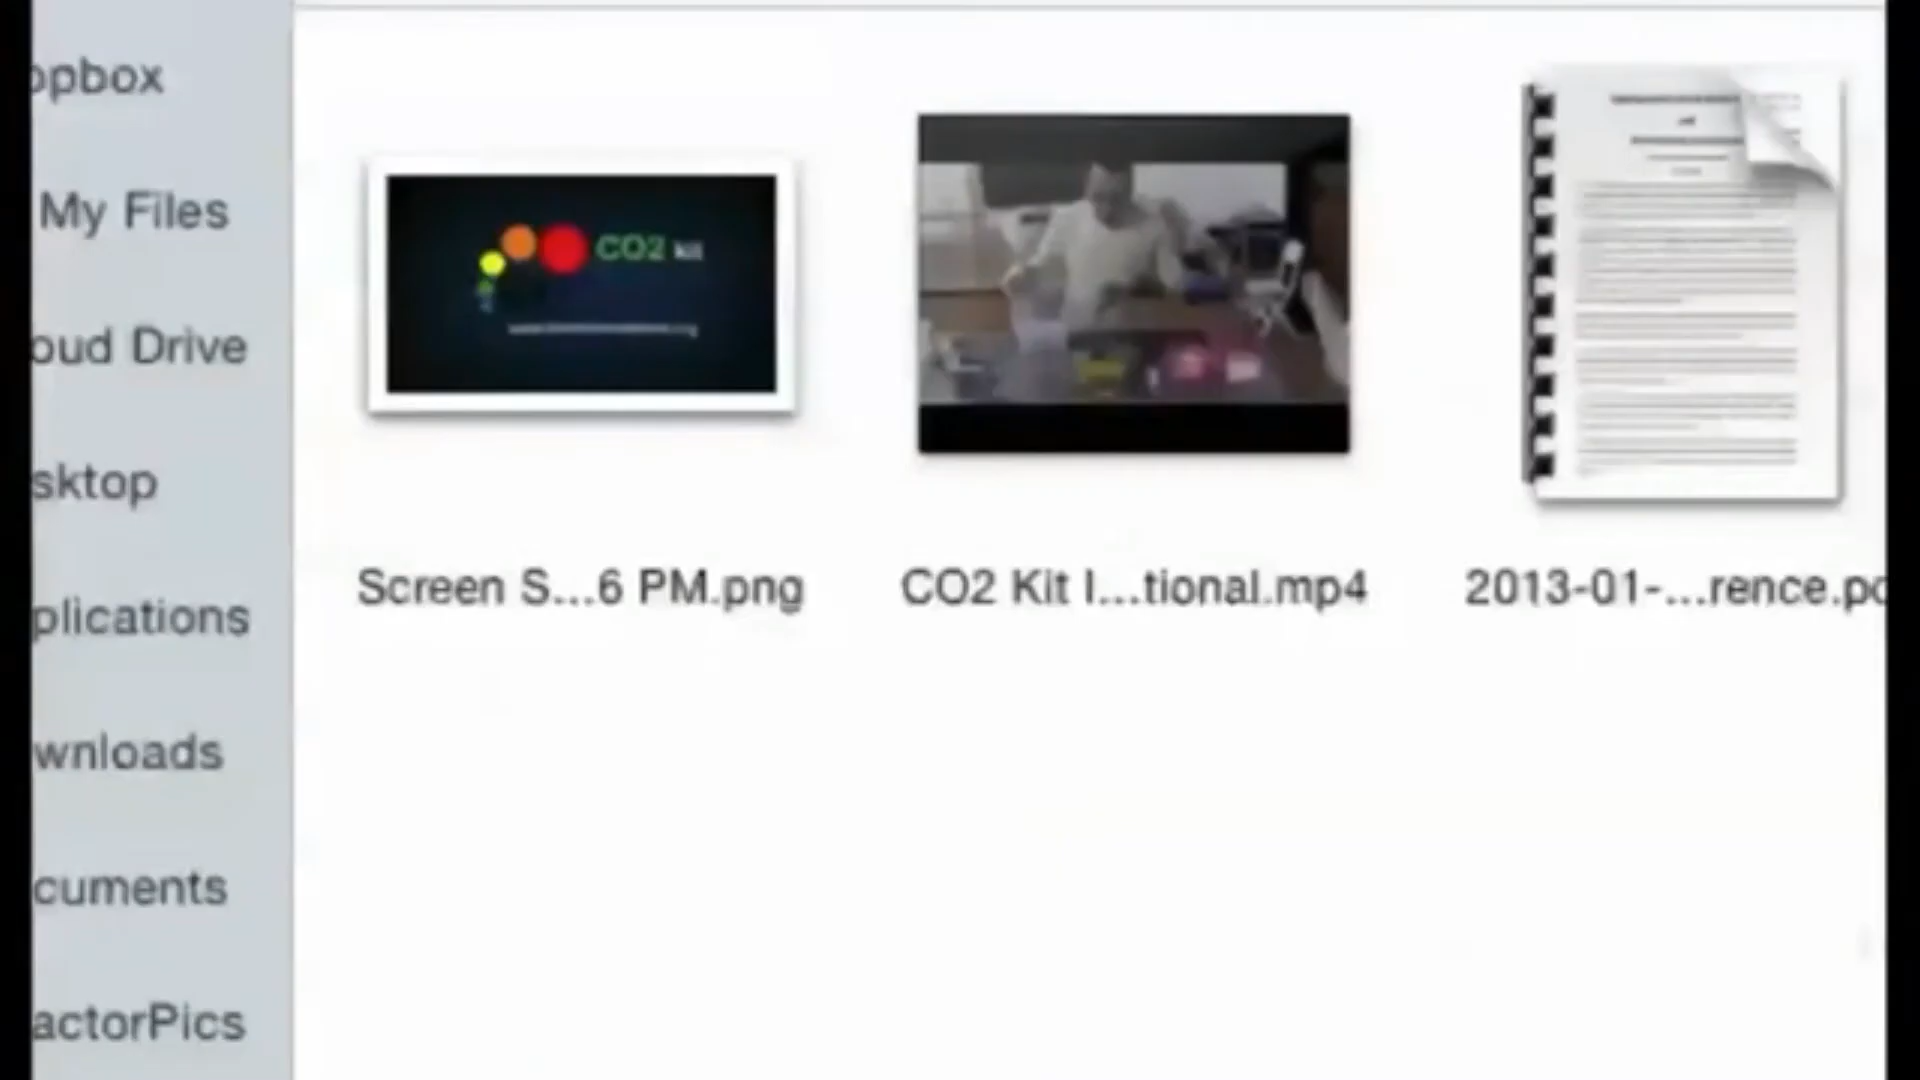 opbox
My Files
oud Drive
sktop
plications
wnloads
cuments
actorPics
CO2 kit
Screen S...6 PM.png
CO2 Kit I...tional.mp4
2013-01-...rence.pd